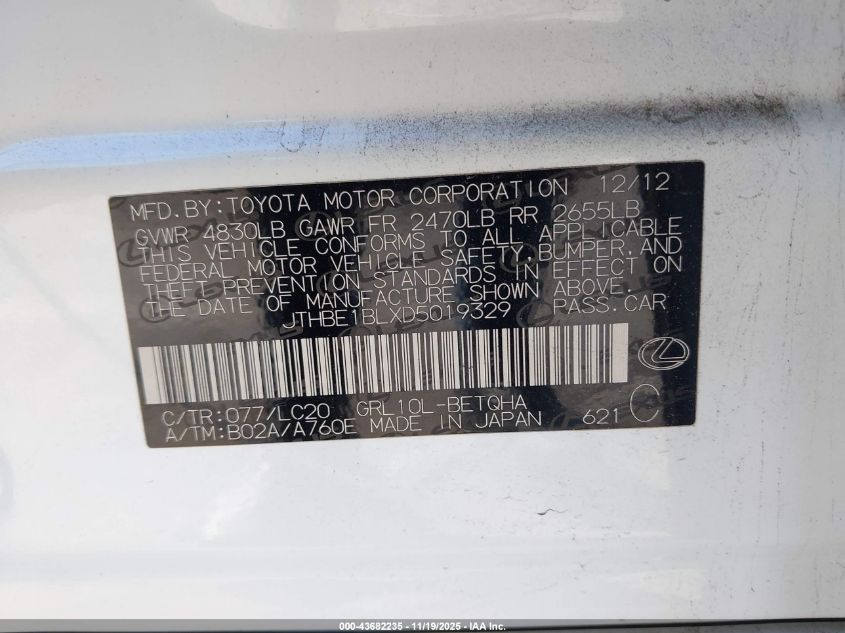 MFD.BY:TOYOTA MOTOR CORPORATION 12/12
GVWR 4830LB GAWR FR 2470LB RR 2655LB
THIS VEHICLE CONFORMS TO ALL APPLICABLE
FEDERAL MOTOR VEHICLE SAFETY,BUMPER,AND
THEFT PREVENTION STANDARDS IN EFFECT ON
THE DATE OF MANUFACTURE SHOWN ABOVE.
JTHBE1BLXD5019329 PASS.CAR
C/TR:077/LC20 GRL10L-BETQHA
A/TM:B02A/A760E MADE IN JAPAN 621 C
000-43682235 - 11/19/2025 - IAA Inc.